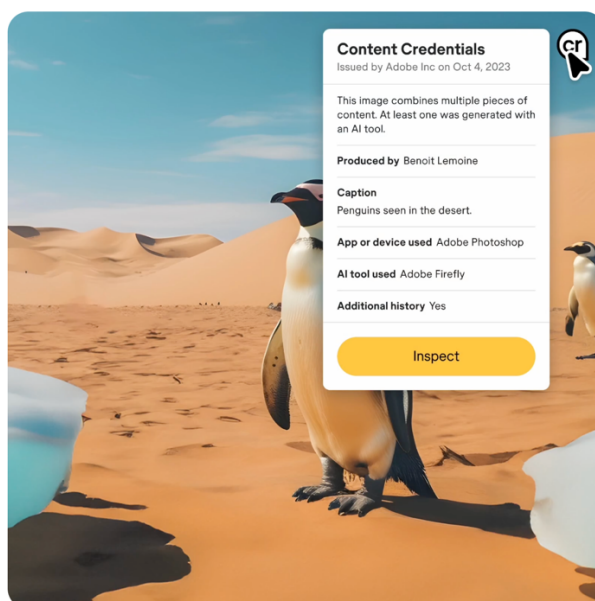 Content Credentials
Issued by Adobe Inc on Oct 4, 2023
cr
This image combines multiple pieces of
content. At least one was generated with
an AI tool.
Produced by Benoit Lemoine
Caption
Penguins seen in the desert.
App or device used Adobe Photoshop
AI tool used Adobe Firefly
Additional history Yes
Inspect